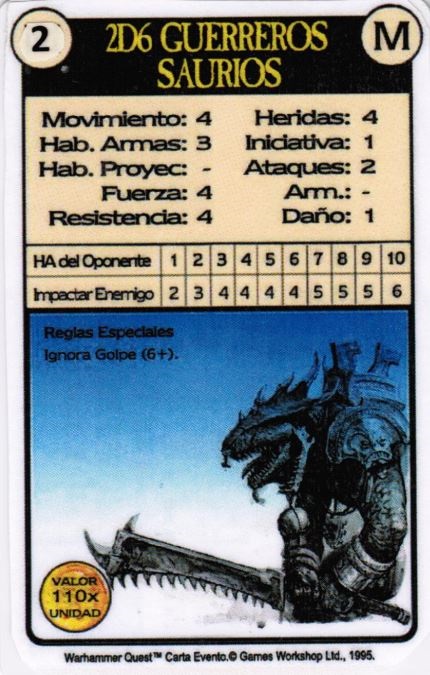 2
2D6 GUERREROS
SAURIOS
M
Movimiento: 4 Heridas: 4
Hab. Armas: 3 Iniciativa: 1
Hab. Proyec: - Ataques: 2
Fuerza: 4 Arm.: -
Resistencia: 4 Daño: 1
HA del Oponente 1 2 3 4 5 6 7 8 9 10
Impactar Enemigo 2 3 4 4 4 4 5 5 5 6
Reglas Especiales
Ignora Golpe (6+).
VALOR
110x
UNIDAD
Warhammer Quest™ Carta Evento.© Games Workshop Ltd., 1995.